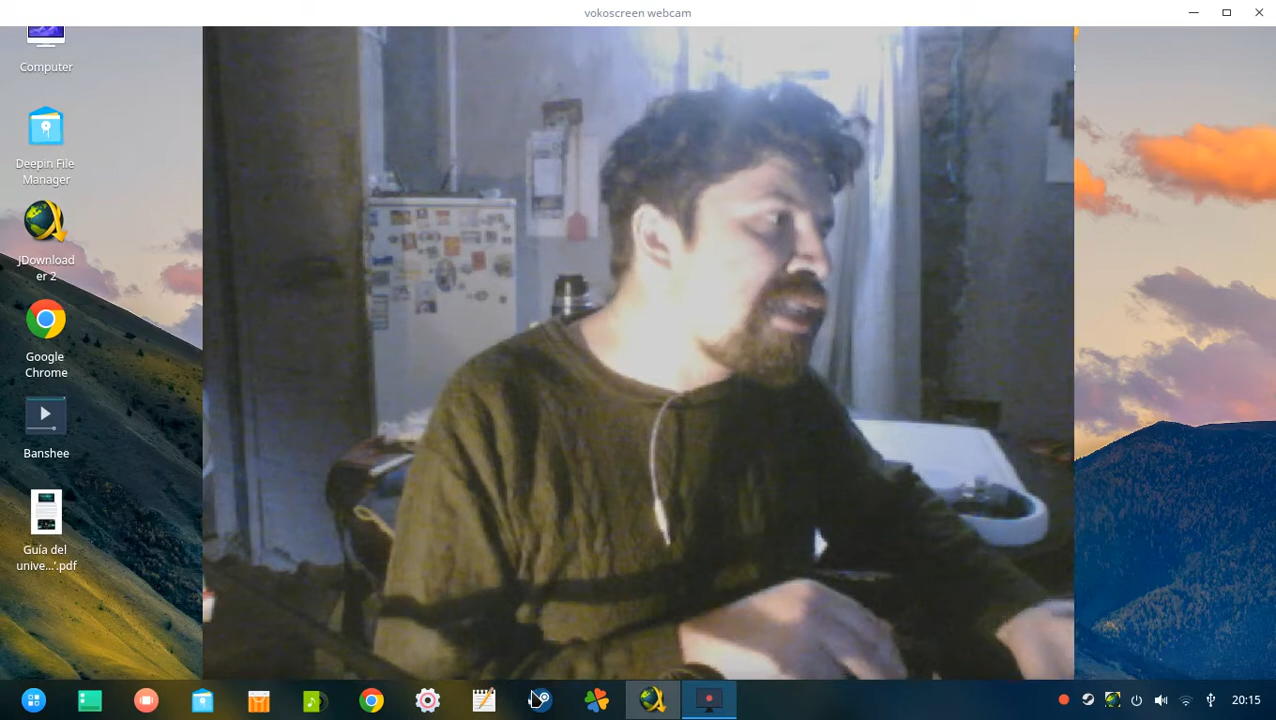 vokoscreen webcam
Computer
Deepin File
Manager
JDownload
er 2
Google
Chrome
Banshee
Guía del
unive...'.pdf
20:15